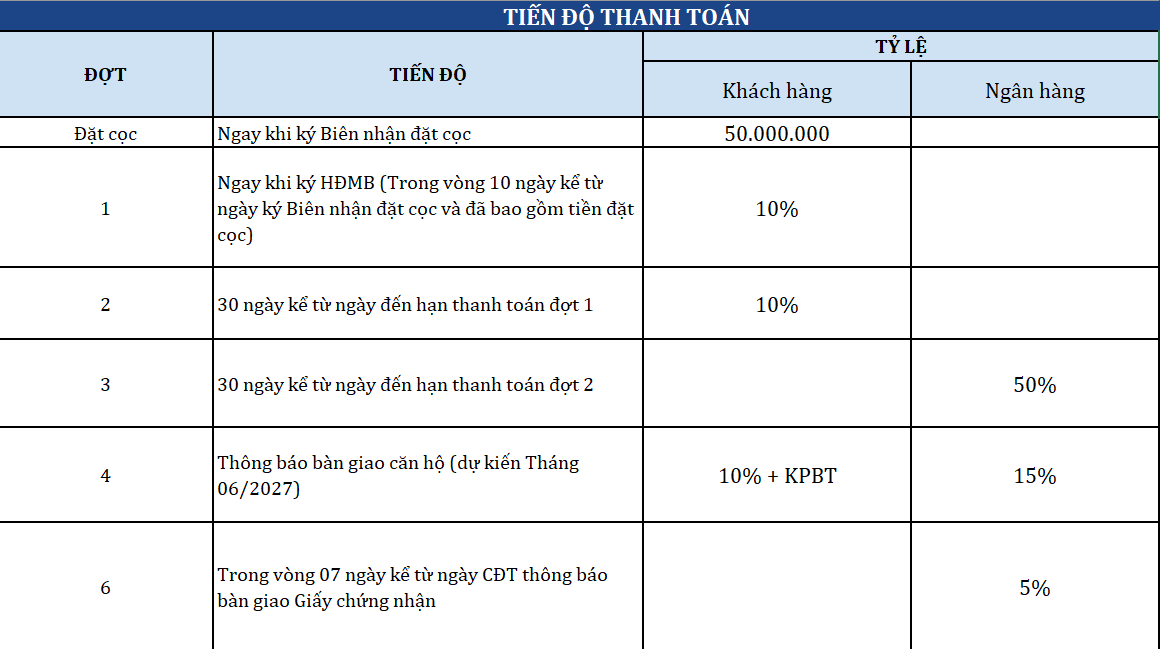 TIẾN ĐỘ THANH TOÁN
ĐỢT
TIẾN ĐỘ
TỶ LỆ
Khách hàng
Ngân hàng
Đặt cọc
Ngay khi ký Biên nhận đặt cọc
50.000.000
1
Ngay khi ký HĐMB (Trong vòng 10 ngày kể từ
ngày ký Biên nhận đặt cọc và đã bao gồm tiền đặt
cọc)
10%
2
30 ngày kể từ ngày đến hạn thanh toán đợt 1
10%
3
30 ngày kể từ ngày đến hạn thanh toán đợt 2
50%
4
Thông báo bàn giao căn hộ (dự kiến Tháng
06/2027)
10% + KPBT
15%
6
Trong vòng 07 ngày kể từ ngày CĐT thông báo
bàn giao Giấy chứng nhận
5%